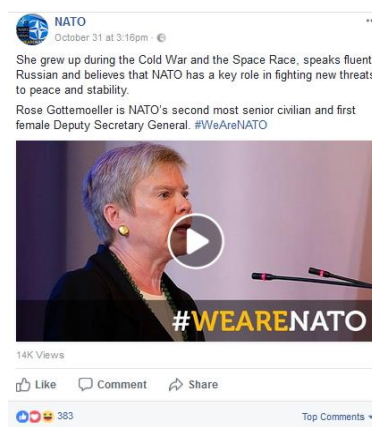 NATO
October 31 at 3:16pm ·
She grew up during the Cold War and the Space Race, speaks fluent
Russian and believes that NATO has a key role in fighting new threats
to peace and stability.
Rose Gottemoeller is NATO's second most senior civilian and first
female Deputy Secretary General. #WeAreNATO
#WEARENATO
14K Views
Like Comment Share
383 Top Comments